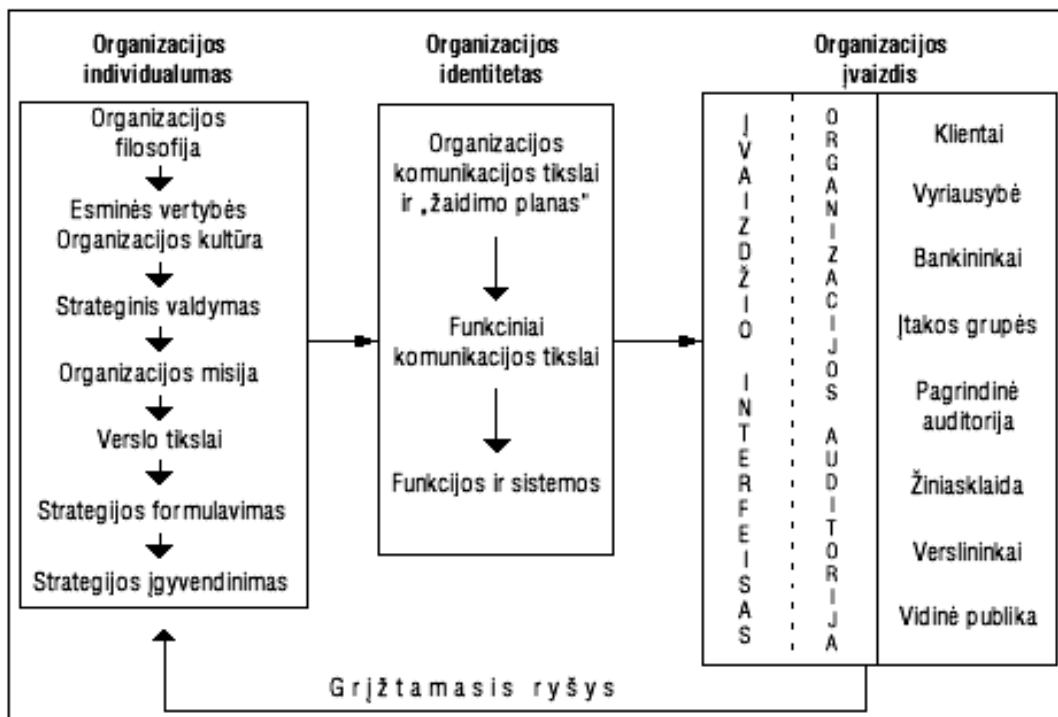 Organizacijos
individualumas
Organizacijos
filosofija
Esminės vertybės
Organizacijos kultūra
Strateginis valdymas
Organizacijos misija
Verslo tikslai
Strategijos formulavimas
Strategijos įgyvendinimas
Organizacijos
identitetas
Organizacijos
komunikacijos tikslai
ir „žaidimo planas"
Funkciniai
komunikacijos tikslai
Funkcijos ir sistemos
Organizacijos
įvaizdis
ĮVAIZDŽIO INTERFEISAS
ORGANIZACIJOS AUDITORIJA
Klientai
Vyriausybė
Bankininkai
Įtakos grupės
Pagrindinė
auditorija
Žiniasklaida
Verslininkai
Vidinė publika
Grįžtamasis ryšys